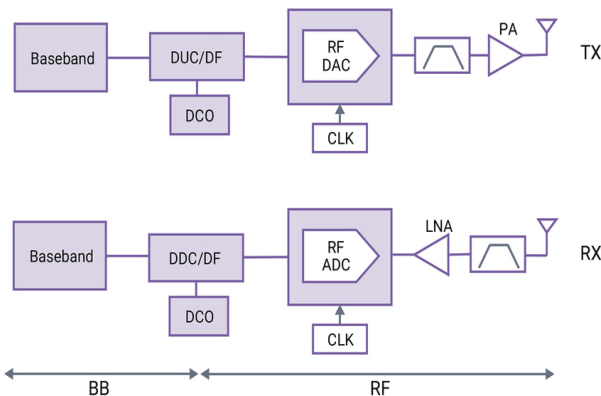 PA
Baseband
DUC/DF
RF
DAC
TX
DCO
CLK
LNA
Baseband
DDC/DF
RF
ADC
RX
DCO
CLK
BB
RF